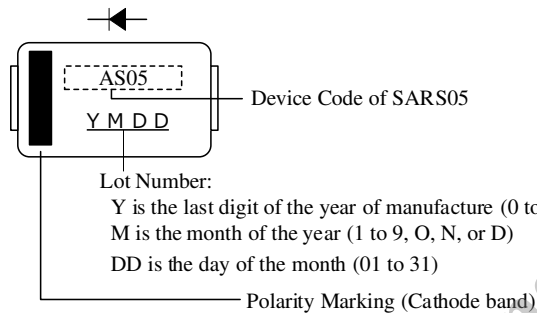 AS05
Device Code of SARS05
Y M D D
Lot Number:
Y is the last digit of the year of manufacture (0 to
M is the month of the year (1 to 9, O, N, or D)
DD is the day of the month (01 to 31)
Polarity Marking (Cathode band)